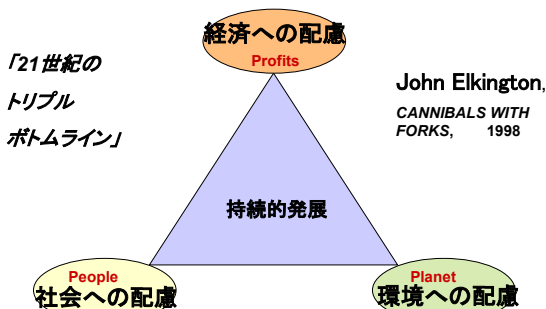 経済への配慮
Profits
「21世紀の
トリプル
ボトムライン」
John Elkington,
CANNIBALS WITH
FORKS, 1998
持続的発展
People
社会への配慮
Planet
環境への配慮